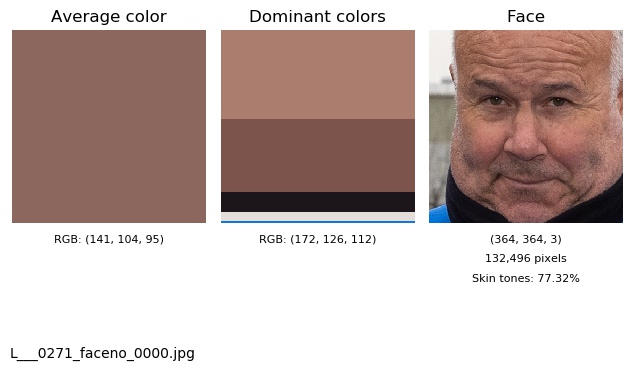 Average color
Dominant colors
Face
RGB: (141, 104, 95)
RGB: (172, 126, 112)
(364, 364, 3)
132,496 pixels
Skin tones: 77.32%
L___0271_faceno_0000.jpg